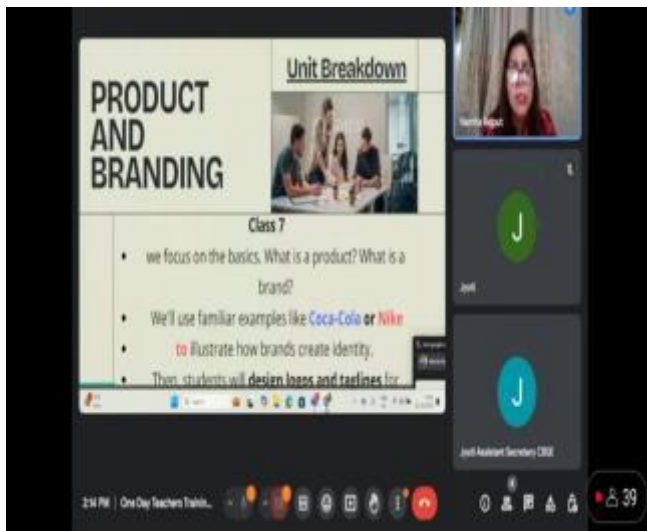 Unit Breakdown
PRODUCT
AND
BRANDING
Class 7
• we focus on the basics. What is a product? What is a
brand?
• We'll use familiar examples like Coca-Cola or Nike
• to illustrate how brands create identity.
• Then, students will design logos and taglines for
J
Jyoti
J
Jyoti Assistant Secretary CBSE
2:14 PM | One Day Teachers Trainin...
39